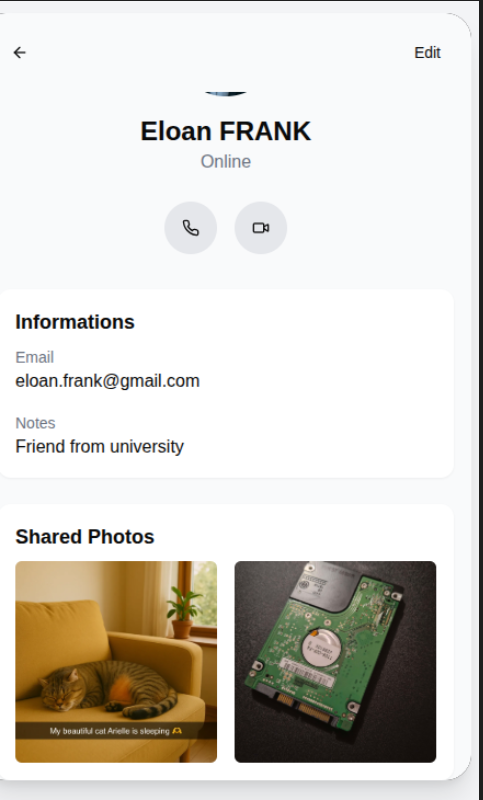 Edit
Eloan FRANK
Online
Informations
Email
eloan.frank@gmail.com
Notes
Friend from university
Shared Photos
My beautiful cat Arielle is sleeping 🫶